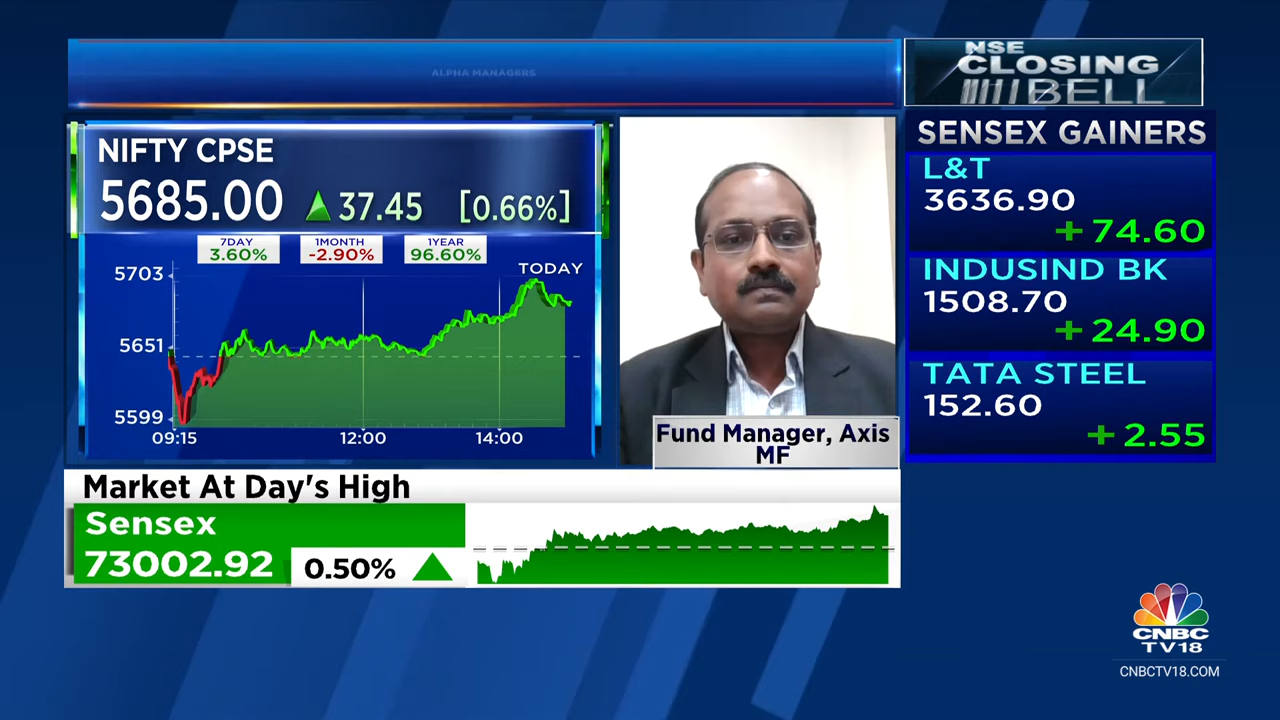 ALPHA MANAGERS
NSE
CLOSING
BELL
NIFTY CPSE
5685.00 ▲ 37.45 [0.66%]
7DAY
3.60%
1MONTH
-2.90%
1YEAR
96.60%
TODAY
5703
5651
5599
09:15 12:00 14:00
Fund Manager, Axis
MF
SENSEX GAINERS
L&T
3636.90
+ 74.60
INDUSIND BK
1508.70
+ 24.90
TATA STEEL
152.60
+ 2.55
Market At Day's High
Sensex
73002.92 0.50% ▲
CNBC
TV18
CNBCTV18.COM